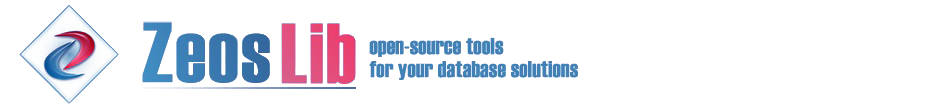 Zeos Lib
open-source tools
for your database solutions